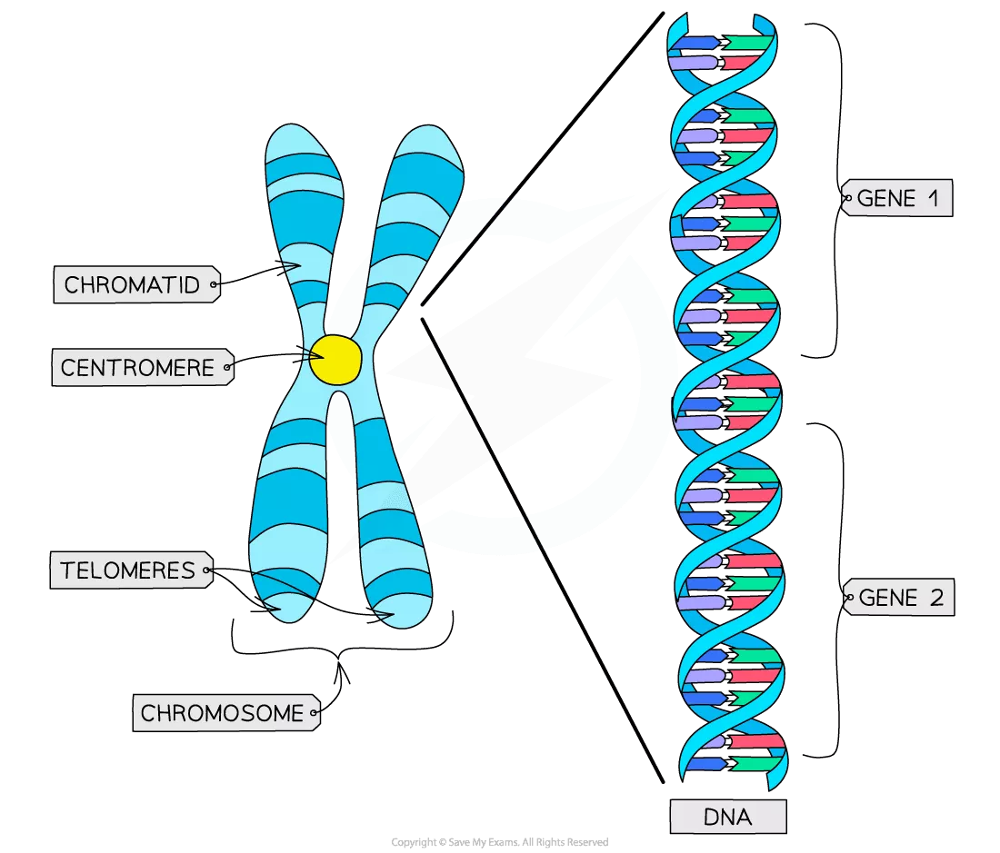 GENE 1
CHROMATID
CENTROMERE
TELOMERES
GENE 2
CHROMOSOME
DNA
Copyright © Save My Exams. All Rights Reserved